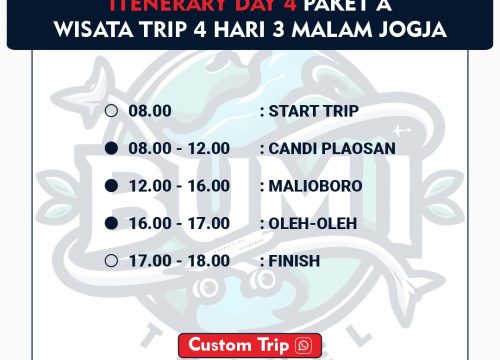 ITENERARY DAY 4 PAKET A
WISATA TRIP 4 HARI 3 MALAM JOGJA
08.00 : START TRIP
08.00 - 12.00 : CANDI PLAOSAN
12.00 - 16.00 : MALIOBORO
16.00 - 17.00 : OLEH-OLEH
17.00 - 18.00 : FINISH
BUMI
Custom Trip